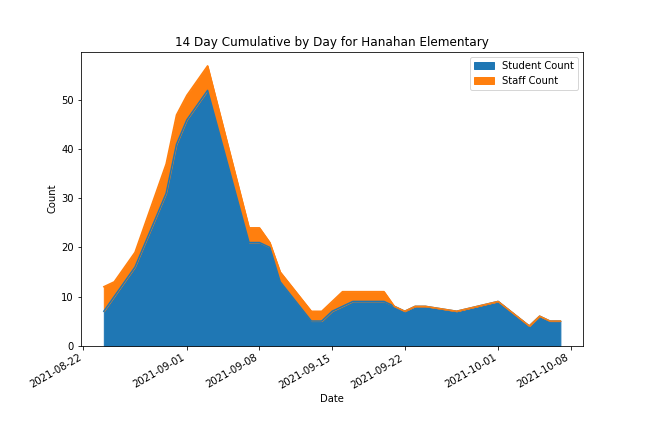 14 Day Cumulative by Day for Hanahan Elementary
Student Count
Staff Count
Count
50
40
30
20
10
0
2021-08-22
2021-09-01
2021-09-08
2021-09-15
2021-09-22
2021-10-01
2021-10-08
Date